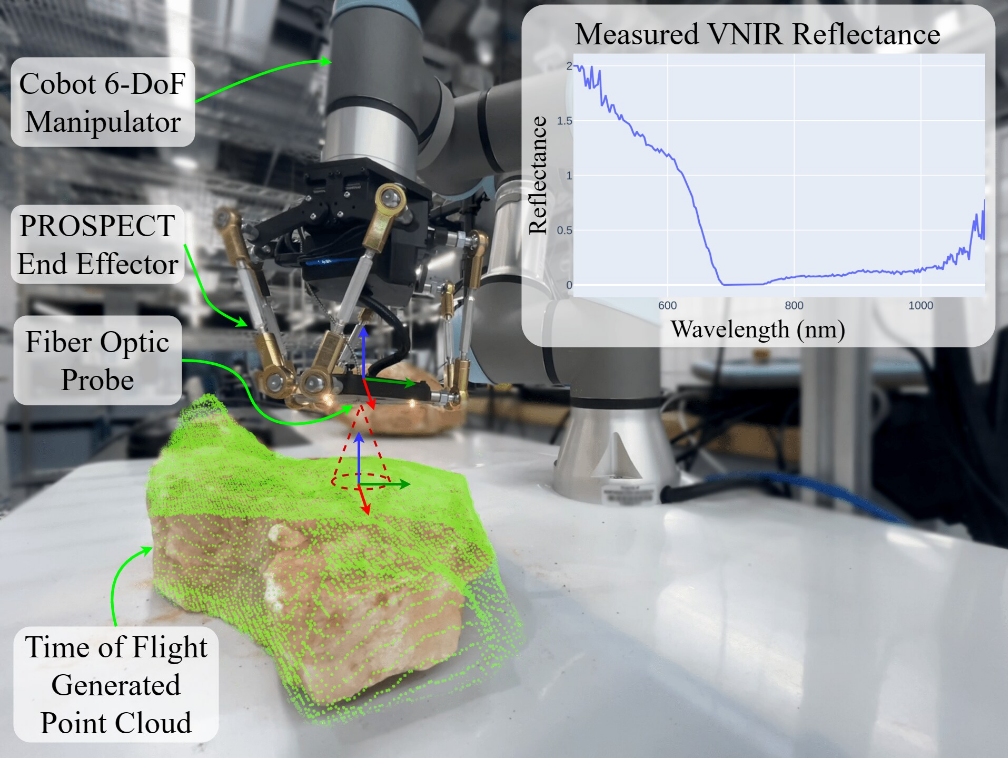 Measured VNIR Reflectance
Reflectance
2
1.5
1
0.5
0
600
800
1000
Wavelength (nm)
Cobot 6-DoF
Manipulator
PROSPECT
End Effector
Fiber Optic
Probe
Time of Flight
Generated
Point Cloud